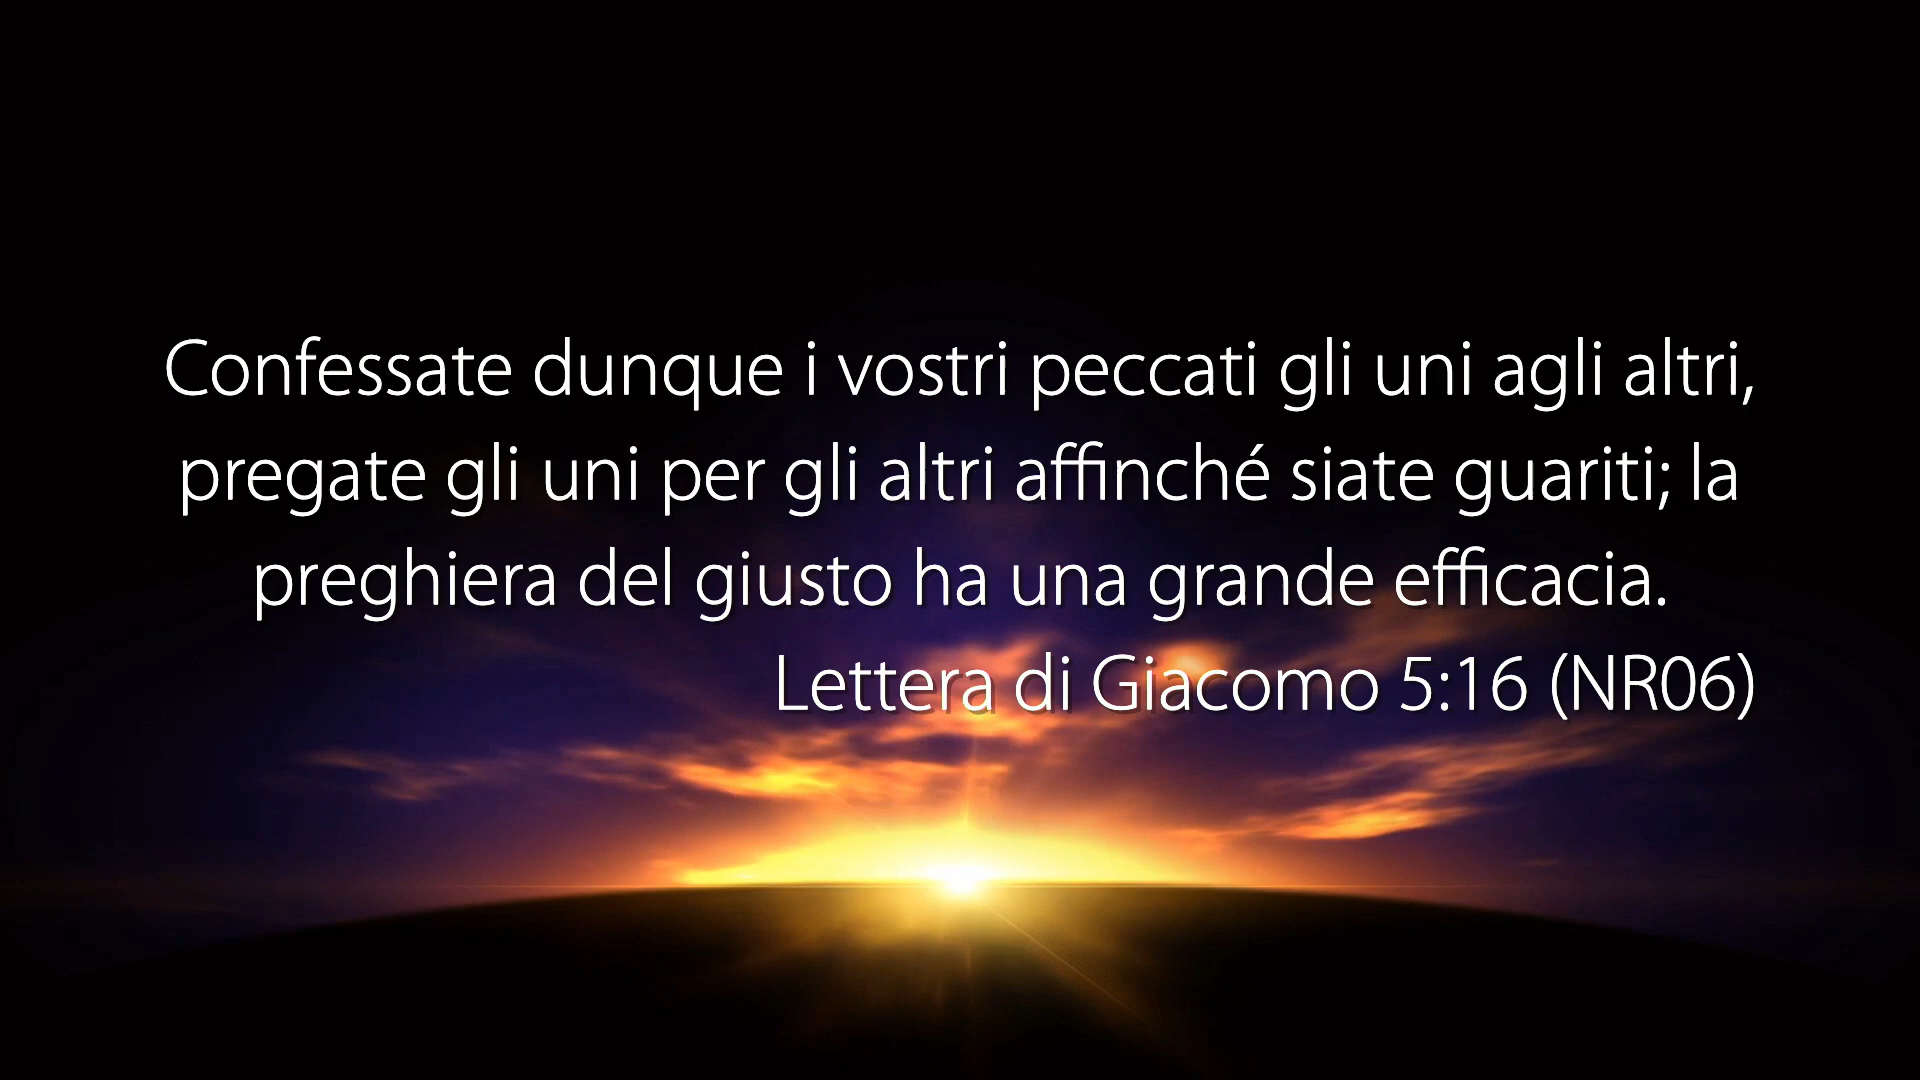 Confessate dunque i vostri peccati gli uni agli altri,
pregate gli uni per gli altri affinché siate guariti; la
preghiera del giusto ha una grande efficacia.
Lettera di Giacomo 5:16 (NR06)